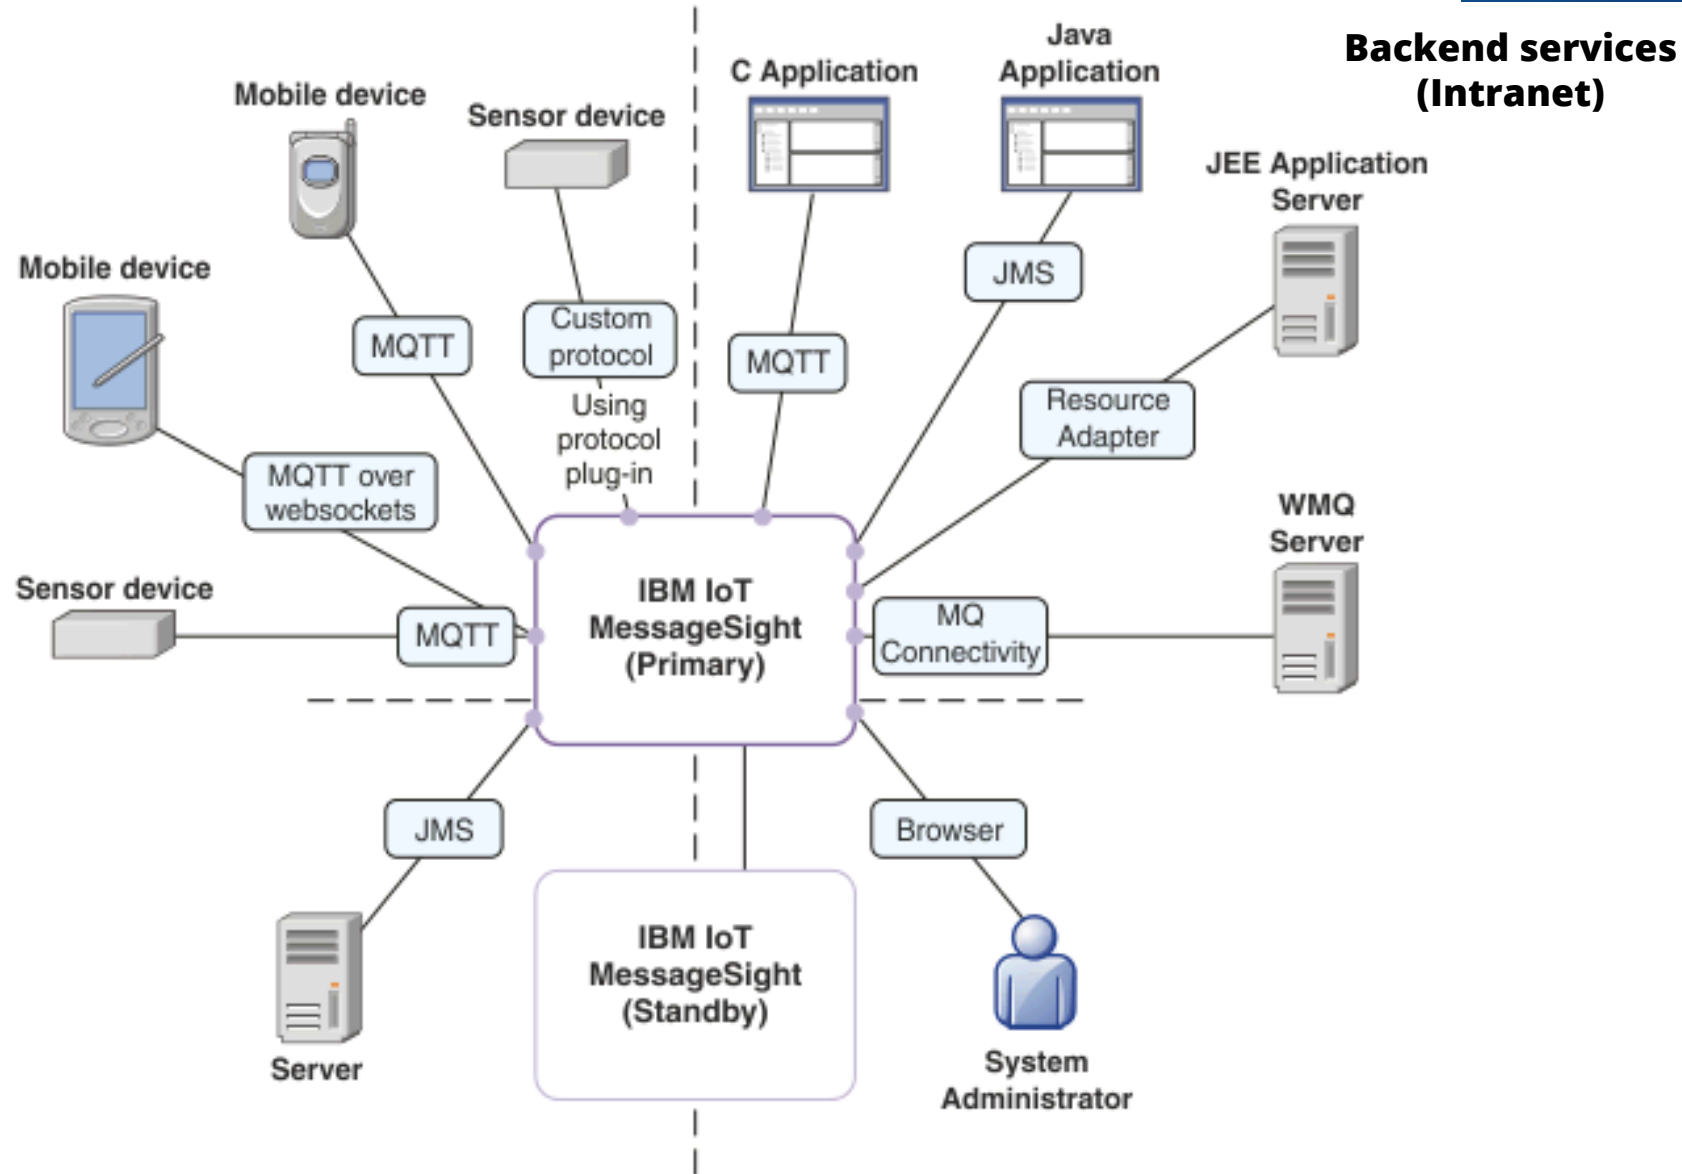 Backend services
(Intranet)
Mobile device
Sensor device
C Application
Java
Application
JEE Application
Server
Mobile device
MQTT
Custom
protocol
Using
protocol
plug-in
MQTT
JMS
Resource
Adapter
MQTT over
websockets
Sensor device
MQTT
IBM IoT
MessageSight
(Primary)
MQ
Connectivity
WMQ
Server
JMS
Browser
Server
IBM IoT
MessageSight
(Standby)
System
Administrator